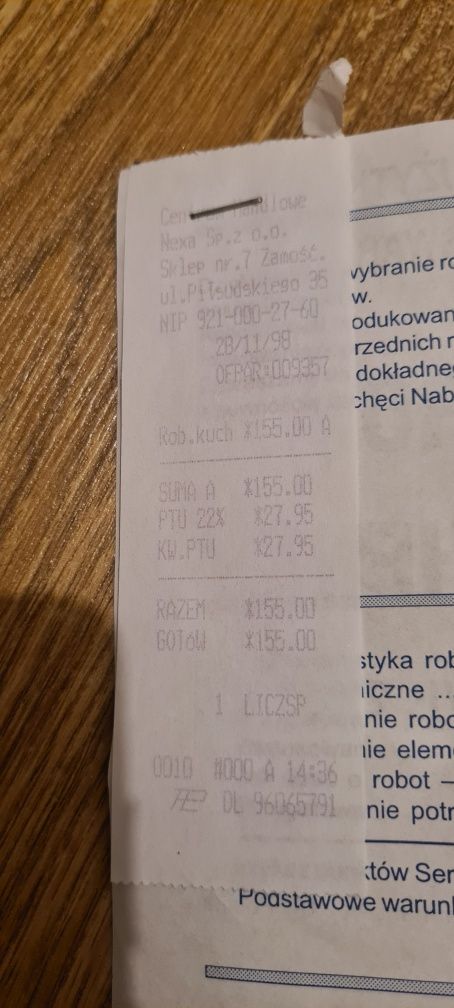 Centrum Handlowe
Nexa Sp.z o.o.
Sklep nr.7 Zamość.
ul.Piłsudskiego 35
NIP 921-000-27-60
28/11/98
OFPAR:009357
Rob.kuch *155.00 A
SUMA A *155.00
PTU 22% *27.95
KW.PTU *27.95
RAZEM *155.00
GOTóW *155.00
1 LICZSP
0010 #000 A 14:36
DL 96065791
wybranie ro
w.
odukowan
rzednich r
dokładne
chęci Nab
styka rob
iczne ...
nie robo
ie elem
robot —
nie potr
któw Ser
Podstawowe warunk